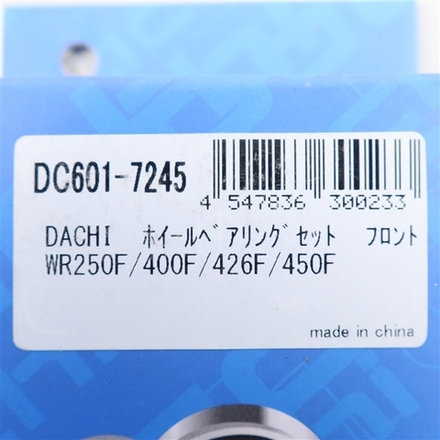 DC601-7245
4 547836 300233
DACHI ﾎｲｰﾙﾍﾞｱﾘﾝｸﾞｾｯﾄ ﾌﾛﾝﾄ
WR250F/400F/426F/450F
made in china